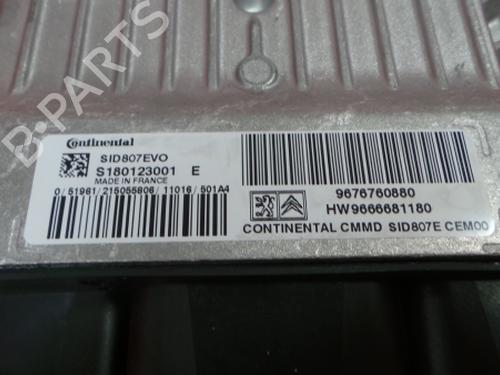 B-PARTS
Continental
SID807EVO
S180123001 E
MADE IN FRANCE
0/51961/215055806/11016/501A4
9676760880
HW9666681180
CONTINENTAL CMMD SID807E CEM00